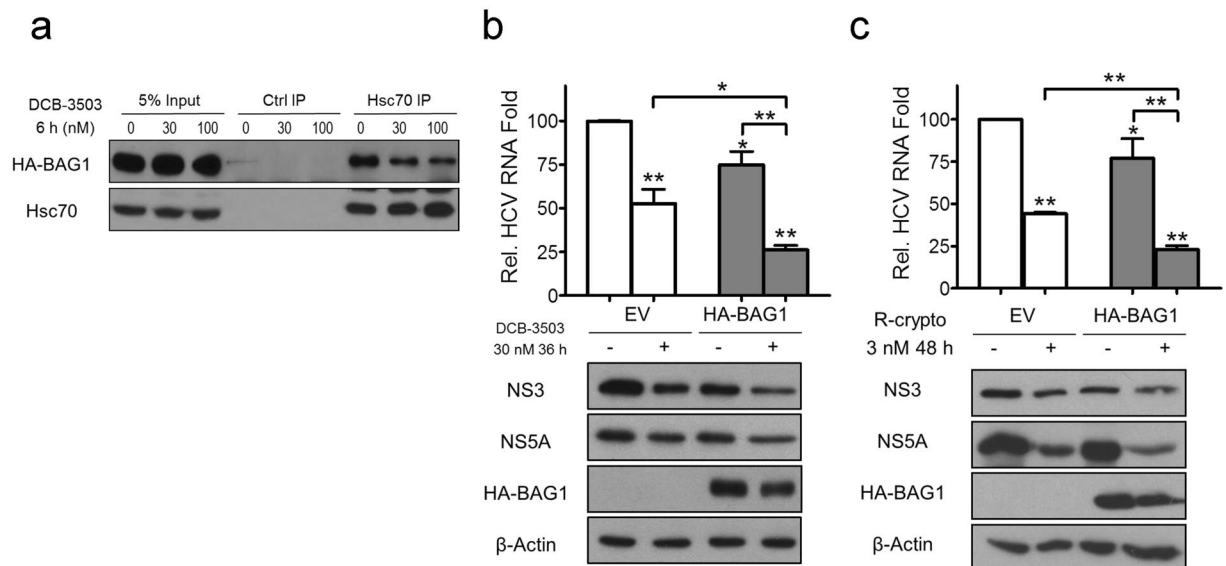 a
DCB-3503
6 h (nM)
5% Input
Ctrl IP
Hsc70 IP
0 30 100 0 30 100 0 30 100
HA-BAG1
Hsc70
b
Rel. HCV RNA Fold
100
75
50
25
0
*
**
**
*
**
EV
HA-BAG1
DCB-3503
30 nM 36 h
- + - +
NS3
NS5A
HA-BAG1
β-Actin
c
Rel. HCV RNA Fold
100
75
50
25
0
**
**
*
**
**
EV
HA-BAG1
R-crypto
3 nM 48 h
- + - +
NS3
NS5A
HA-BAG1
β-Actin